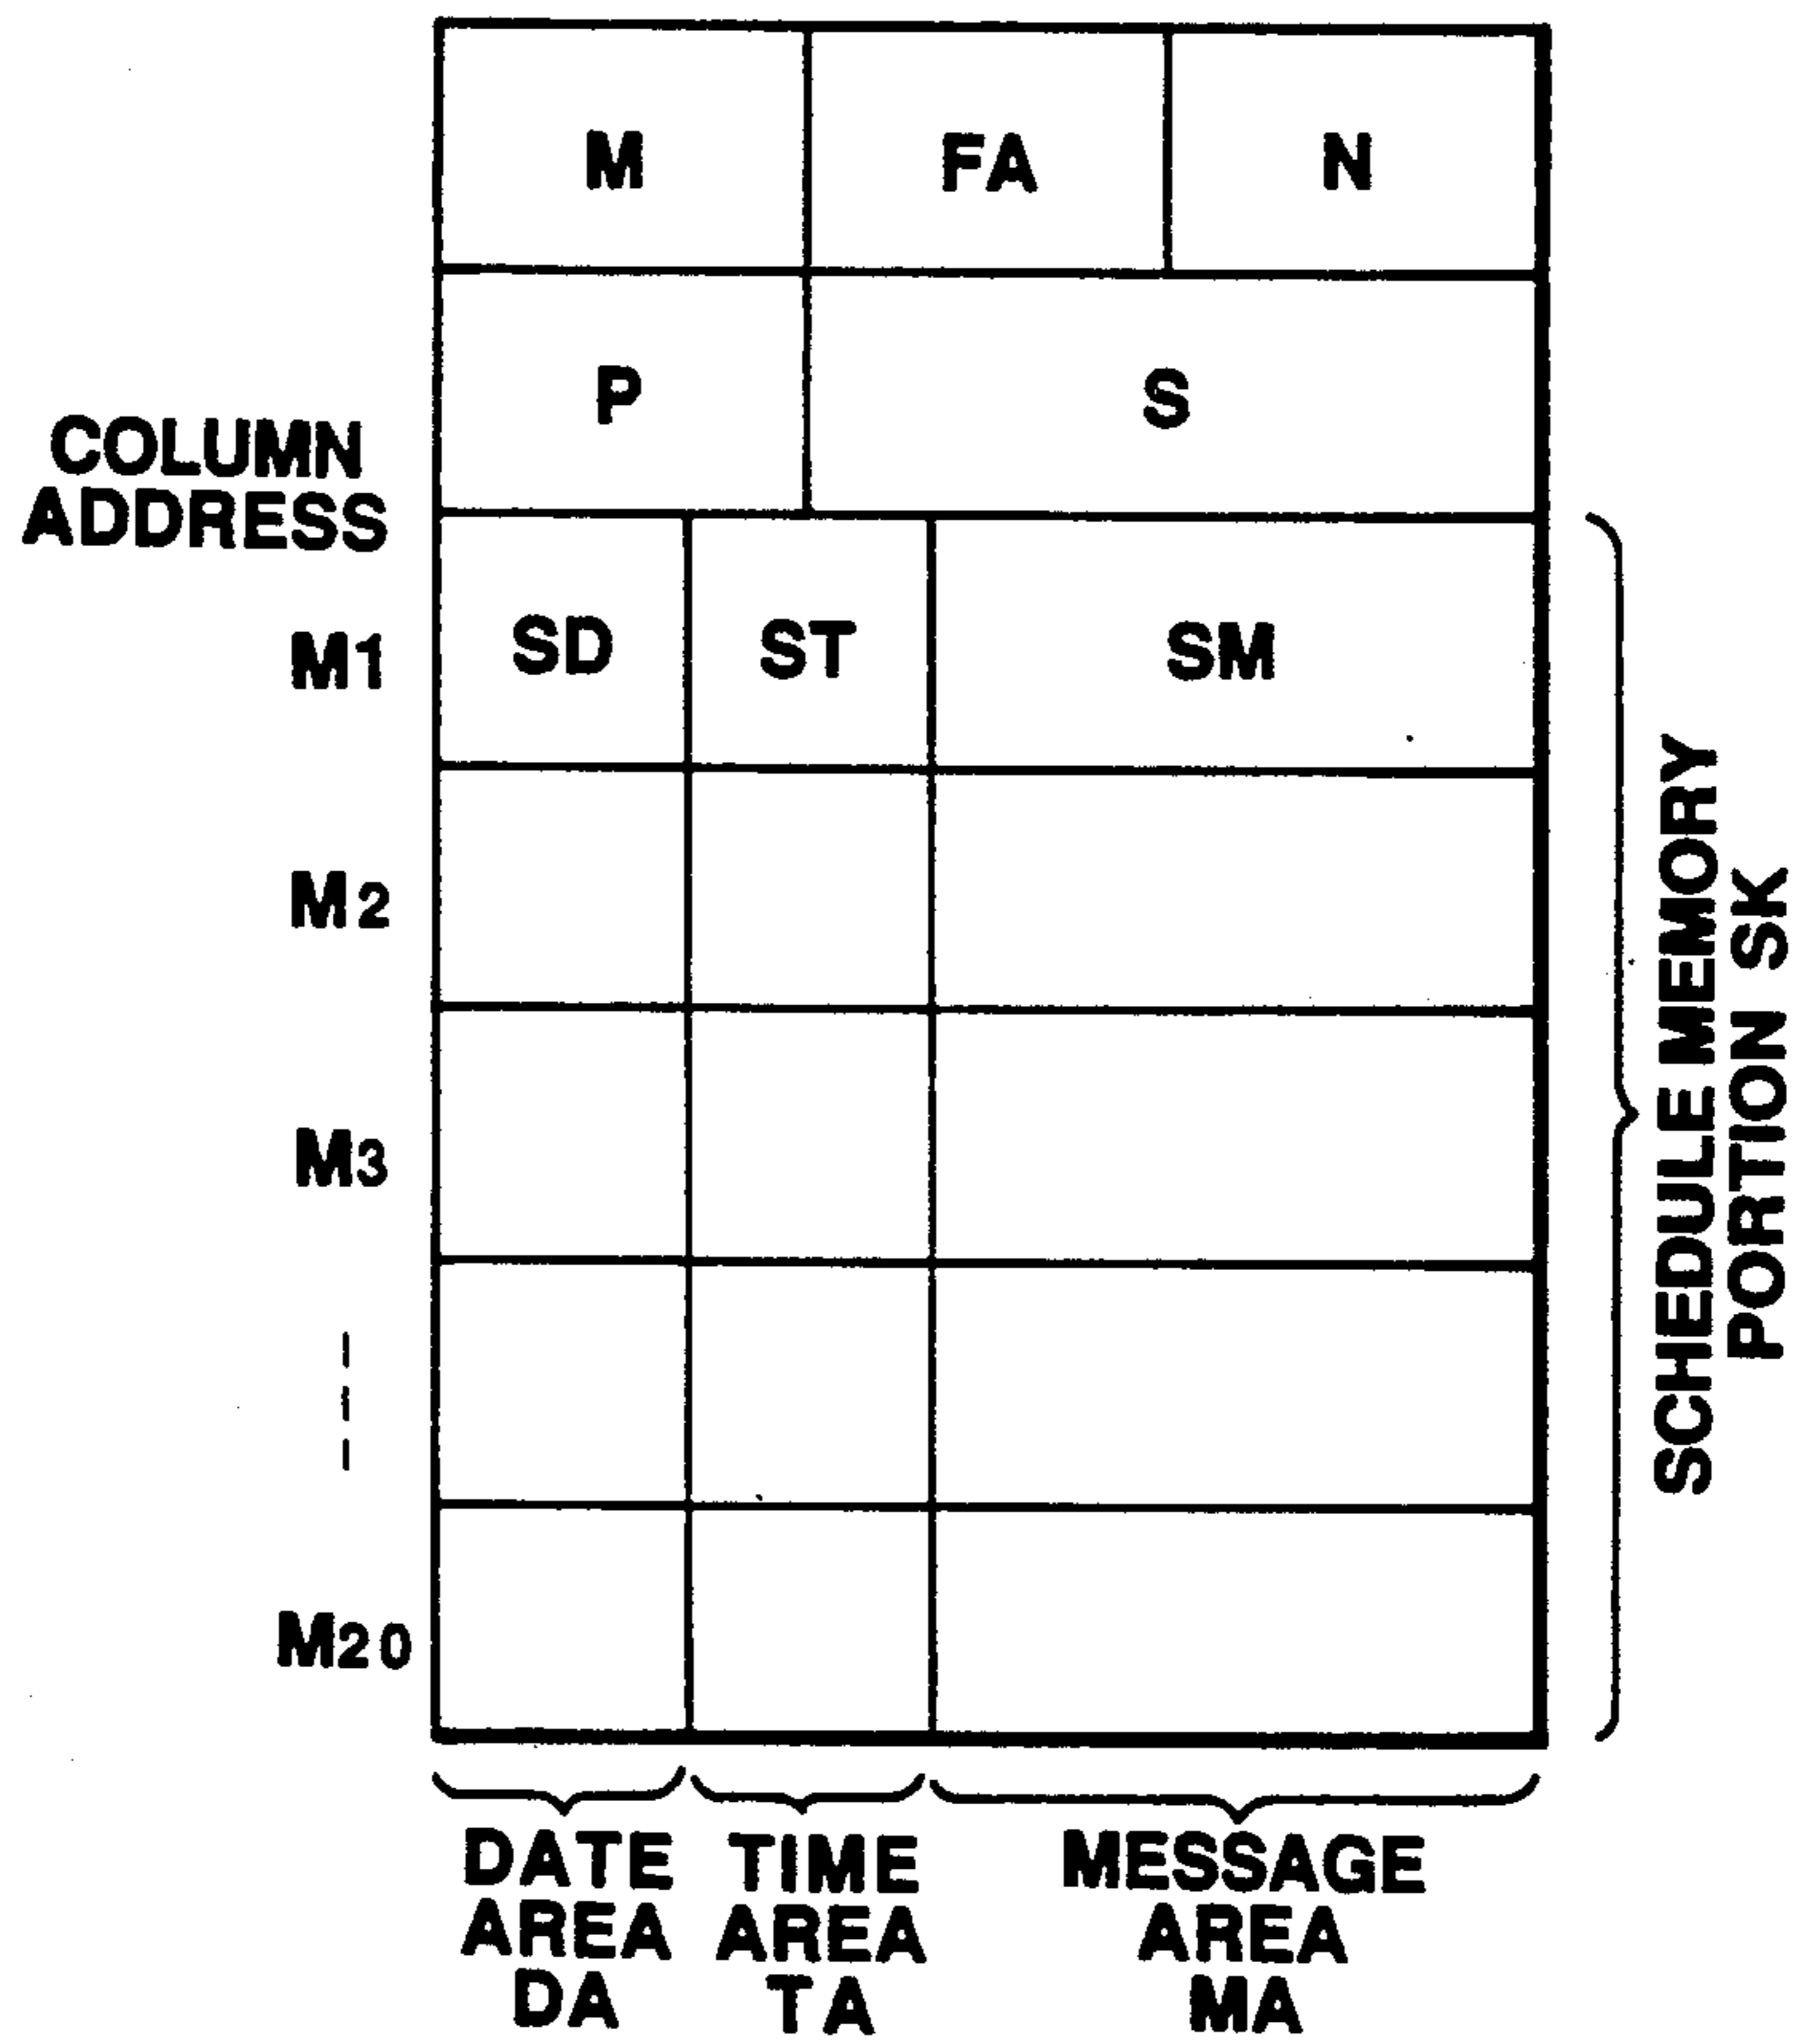 M FA N
P S
COLUMN
ADDRESS
M1 SD ST SM
M2
M3
M20
SCHEDULE MEMORY
PORTION SK
DATE
AREA
DA
TIME
AREA
TA
MESSAGE
AREA
MA